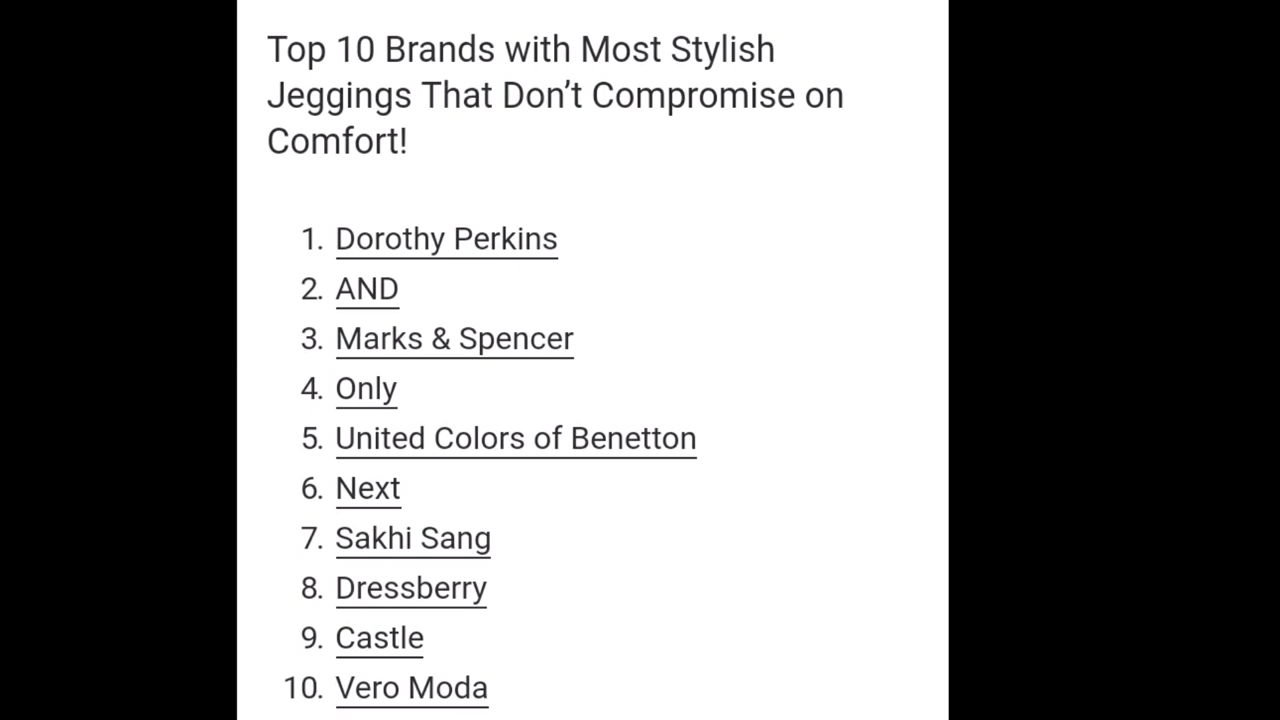 Top 10 Brands with Most Stylish
Jeggings That Don’t Compromise on
Comfort!
1. Dorothy Perkins
2. AND
3. Marks & Spencer
4. Only
5. United Colors of Benetton
6. Next
7. Sakhi Sang
8. Dressberry
9. Castle
10. Vero Moda